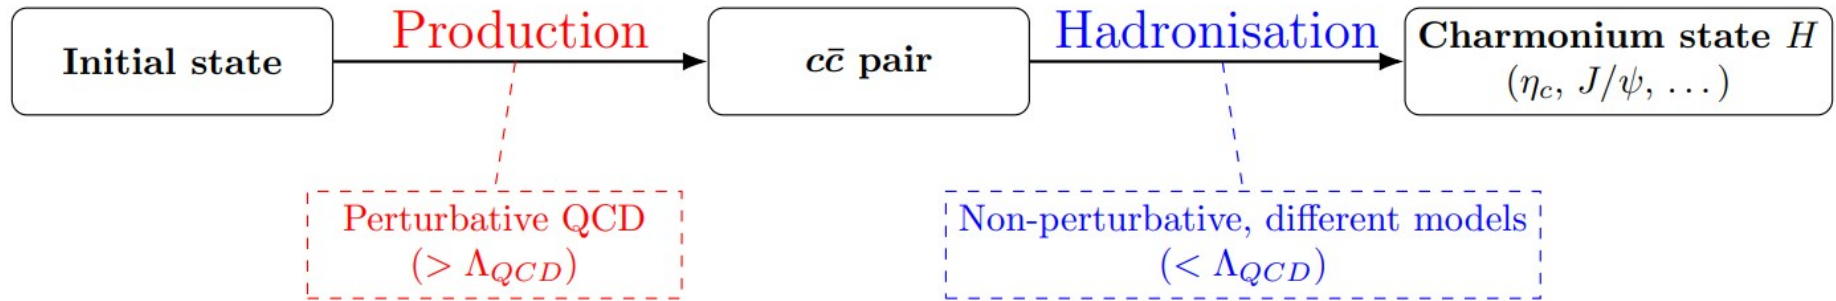 Initial state
Production
cc̄ pair
Hadronisation
Charmonium state H
(η_c, J/ψ, …)
Perturbative QCD
(> Λ_QCD)
Non-perturbative, different models
(< Λ_QCD)